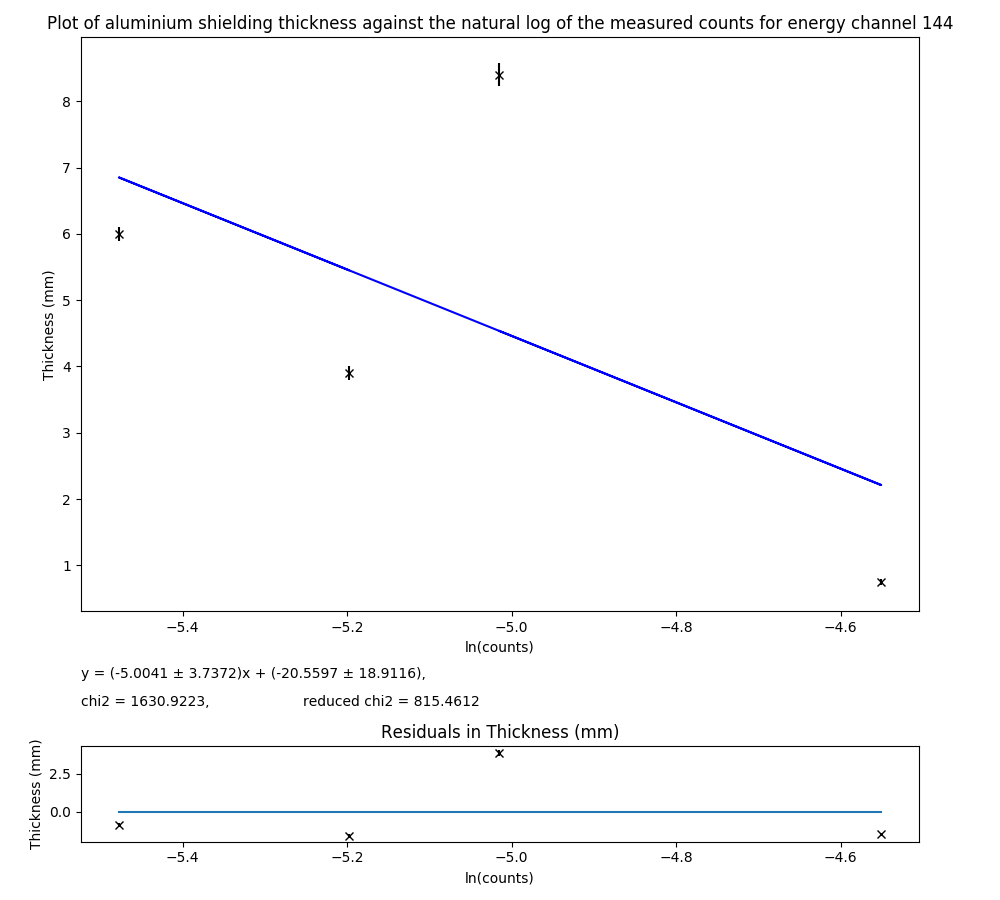 Plot of aluminium shielding thickness against the natural log of the measured counts for energy channel 144
8
7
6
5
4
3
2
1
Thickness (mm)
−5.4 −5.2 −5.0 −4.8 −4.6
ln(counts)
y = (-5.0041 ± 3.7372)x + (-20.5597 ± 18.9116),
chi2 = 1630.9223, reduced chi2 = 815.4612
Residuals in Thickness (mm)
2.5
0.0
Thickness (mm)
−5.4 −5.2 −5.0 −4.8 −4.6
ln(counts)